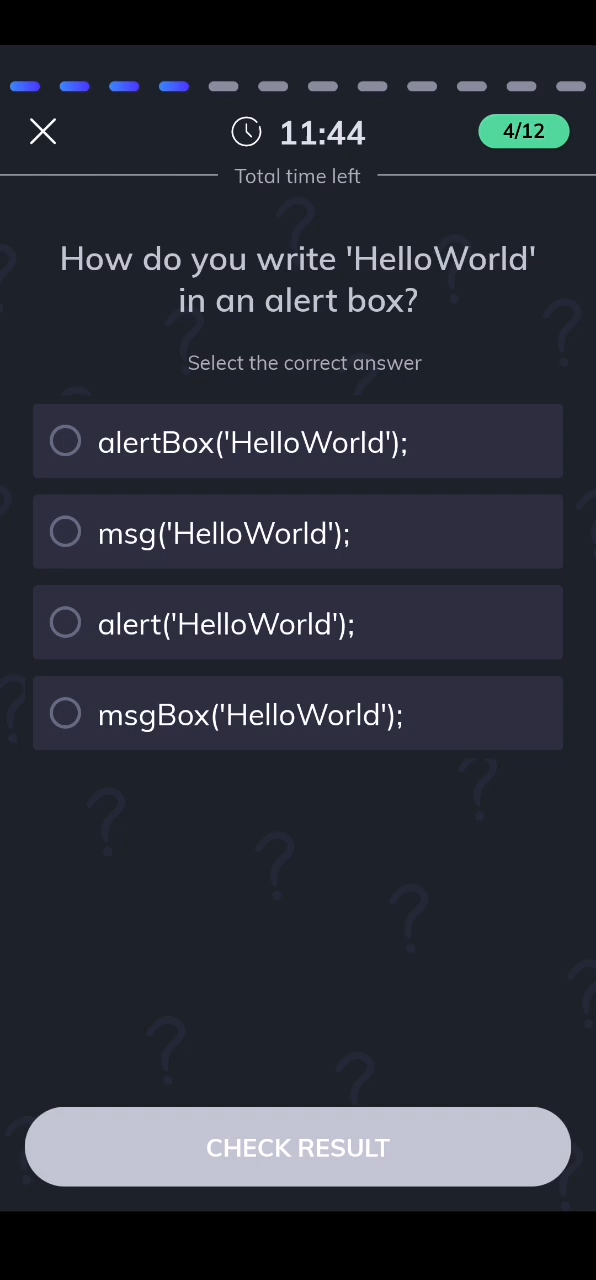 11:44
4/12
Total time left
How do you write 'HelloWorld'
in an alert box?
Select the correct answer
alertBox('HelloWorld');
msg('HelloWorld');
alert('HelloWorld');
msgBox('HelloWorld');
CHECK RESULT